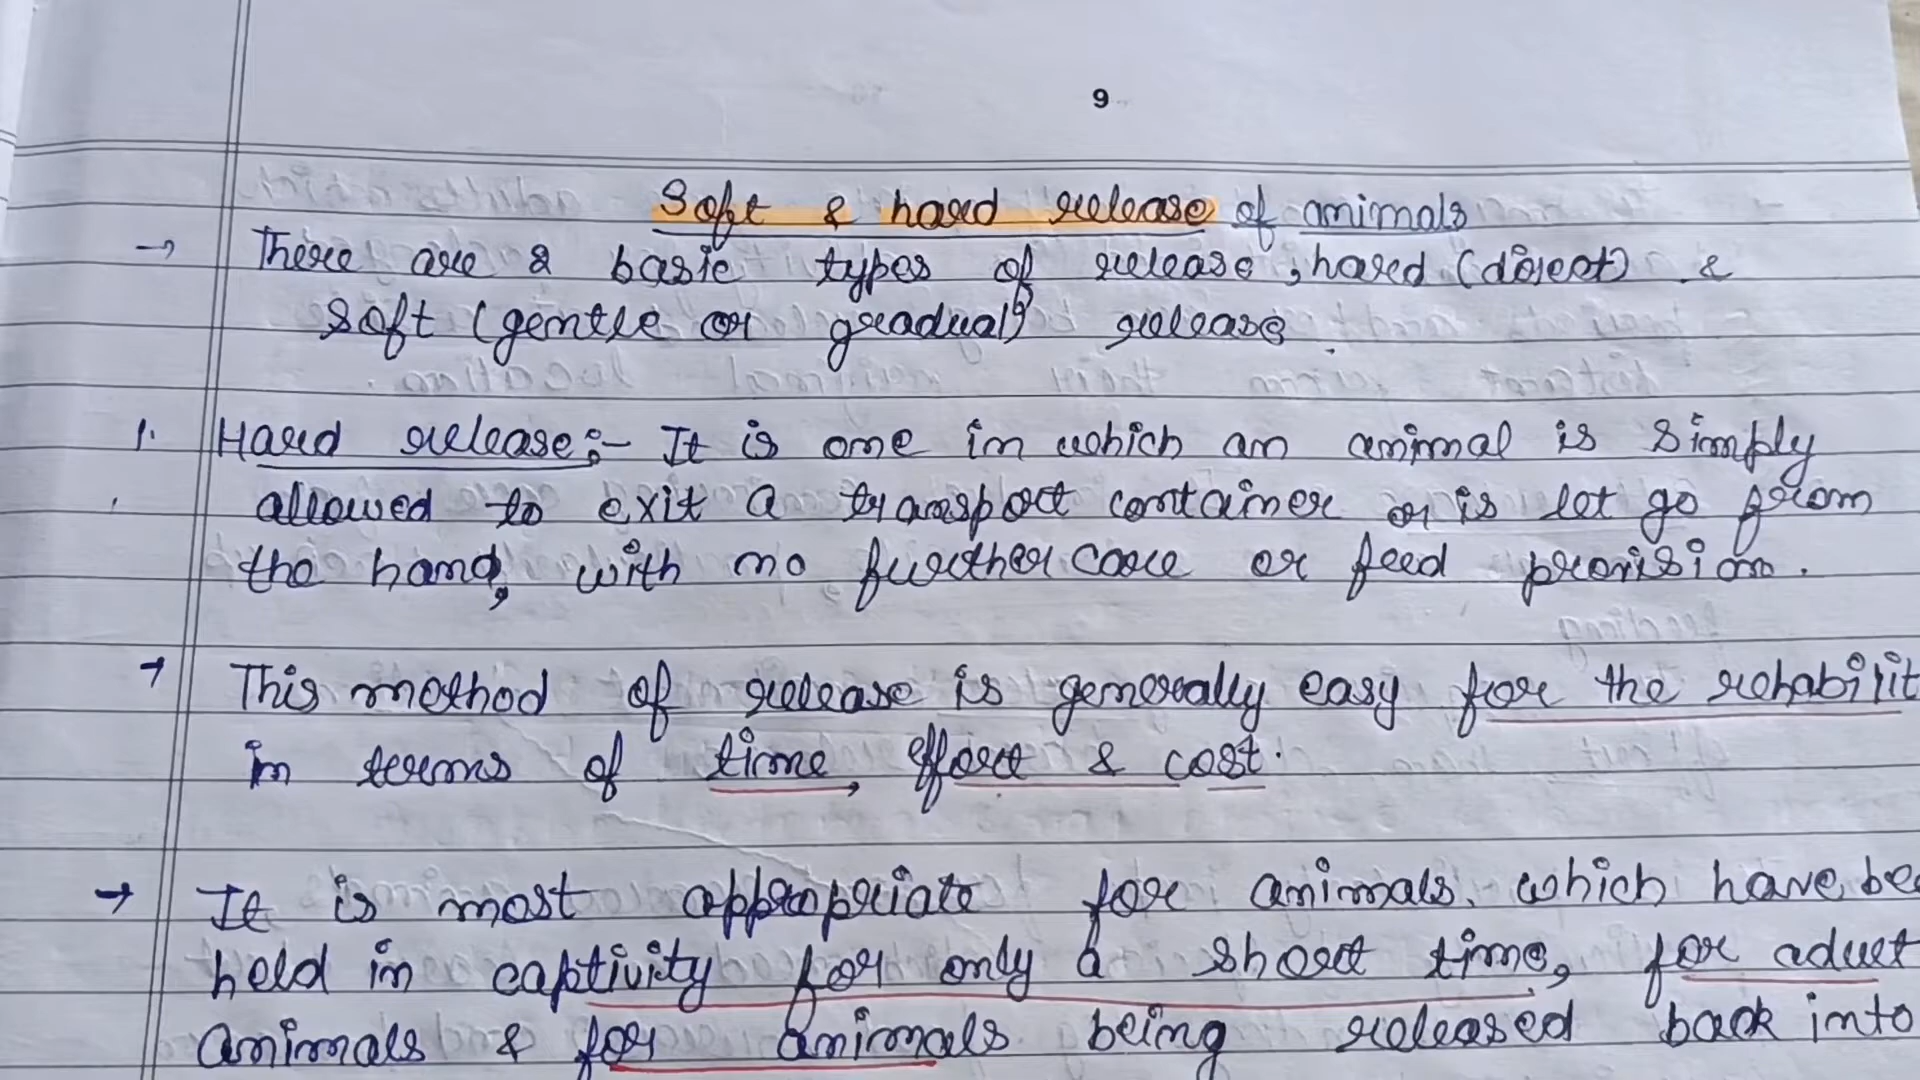 9
Soft & hard release of animals
→ There are 2 basic types of release, hard (direct) &
soft (gentle or gradual) release.
1. Hard release:- It is one in which an animal is simply
allowed to exit a transport container or is let go from
the hand, with no further care or feed provision.
→ This method of release is generally easy for the rehabilit
in terms of time, effort & cost.
→ It is most appropriate for animals which have be
held in captivity for only a short time, for adult
animals & for animals being released back into